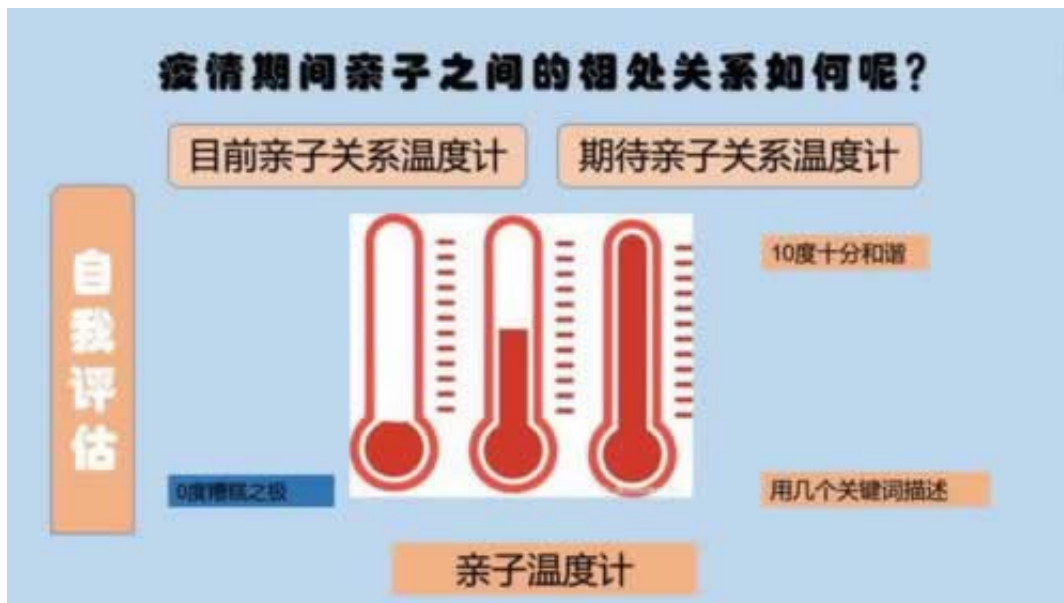 疫情期间亲子之间的相处关系如何呢?
目前亲子关系温度计
期待亲子关系温度计
自我评估
10度十分和谐
0度糟糕之极
用几个关键词描述
亲子温度计